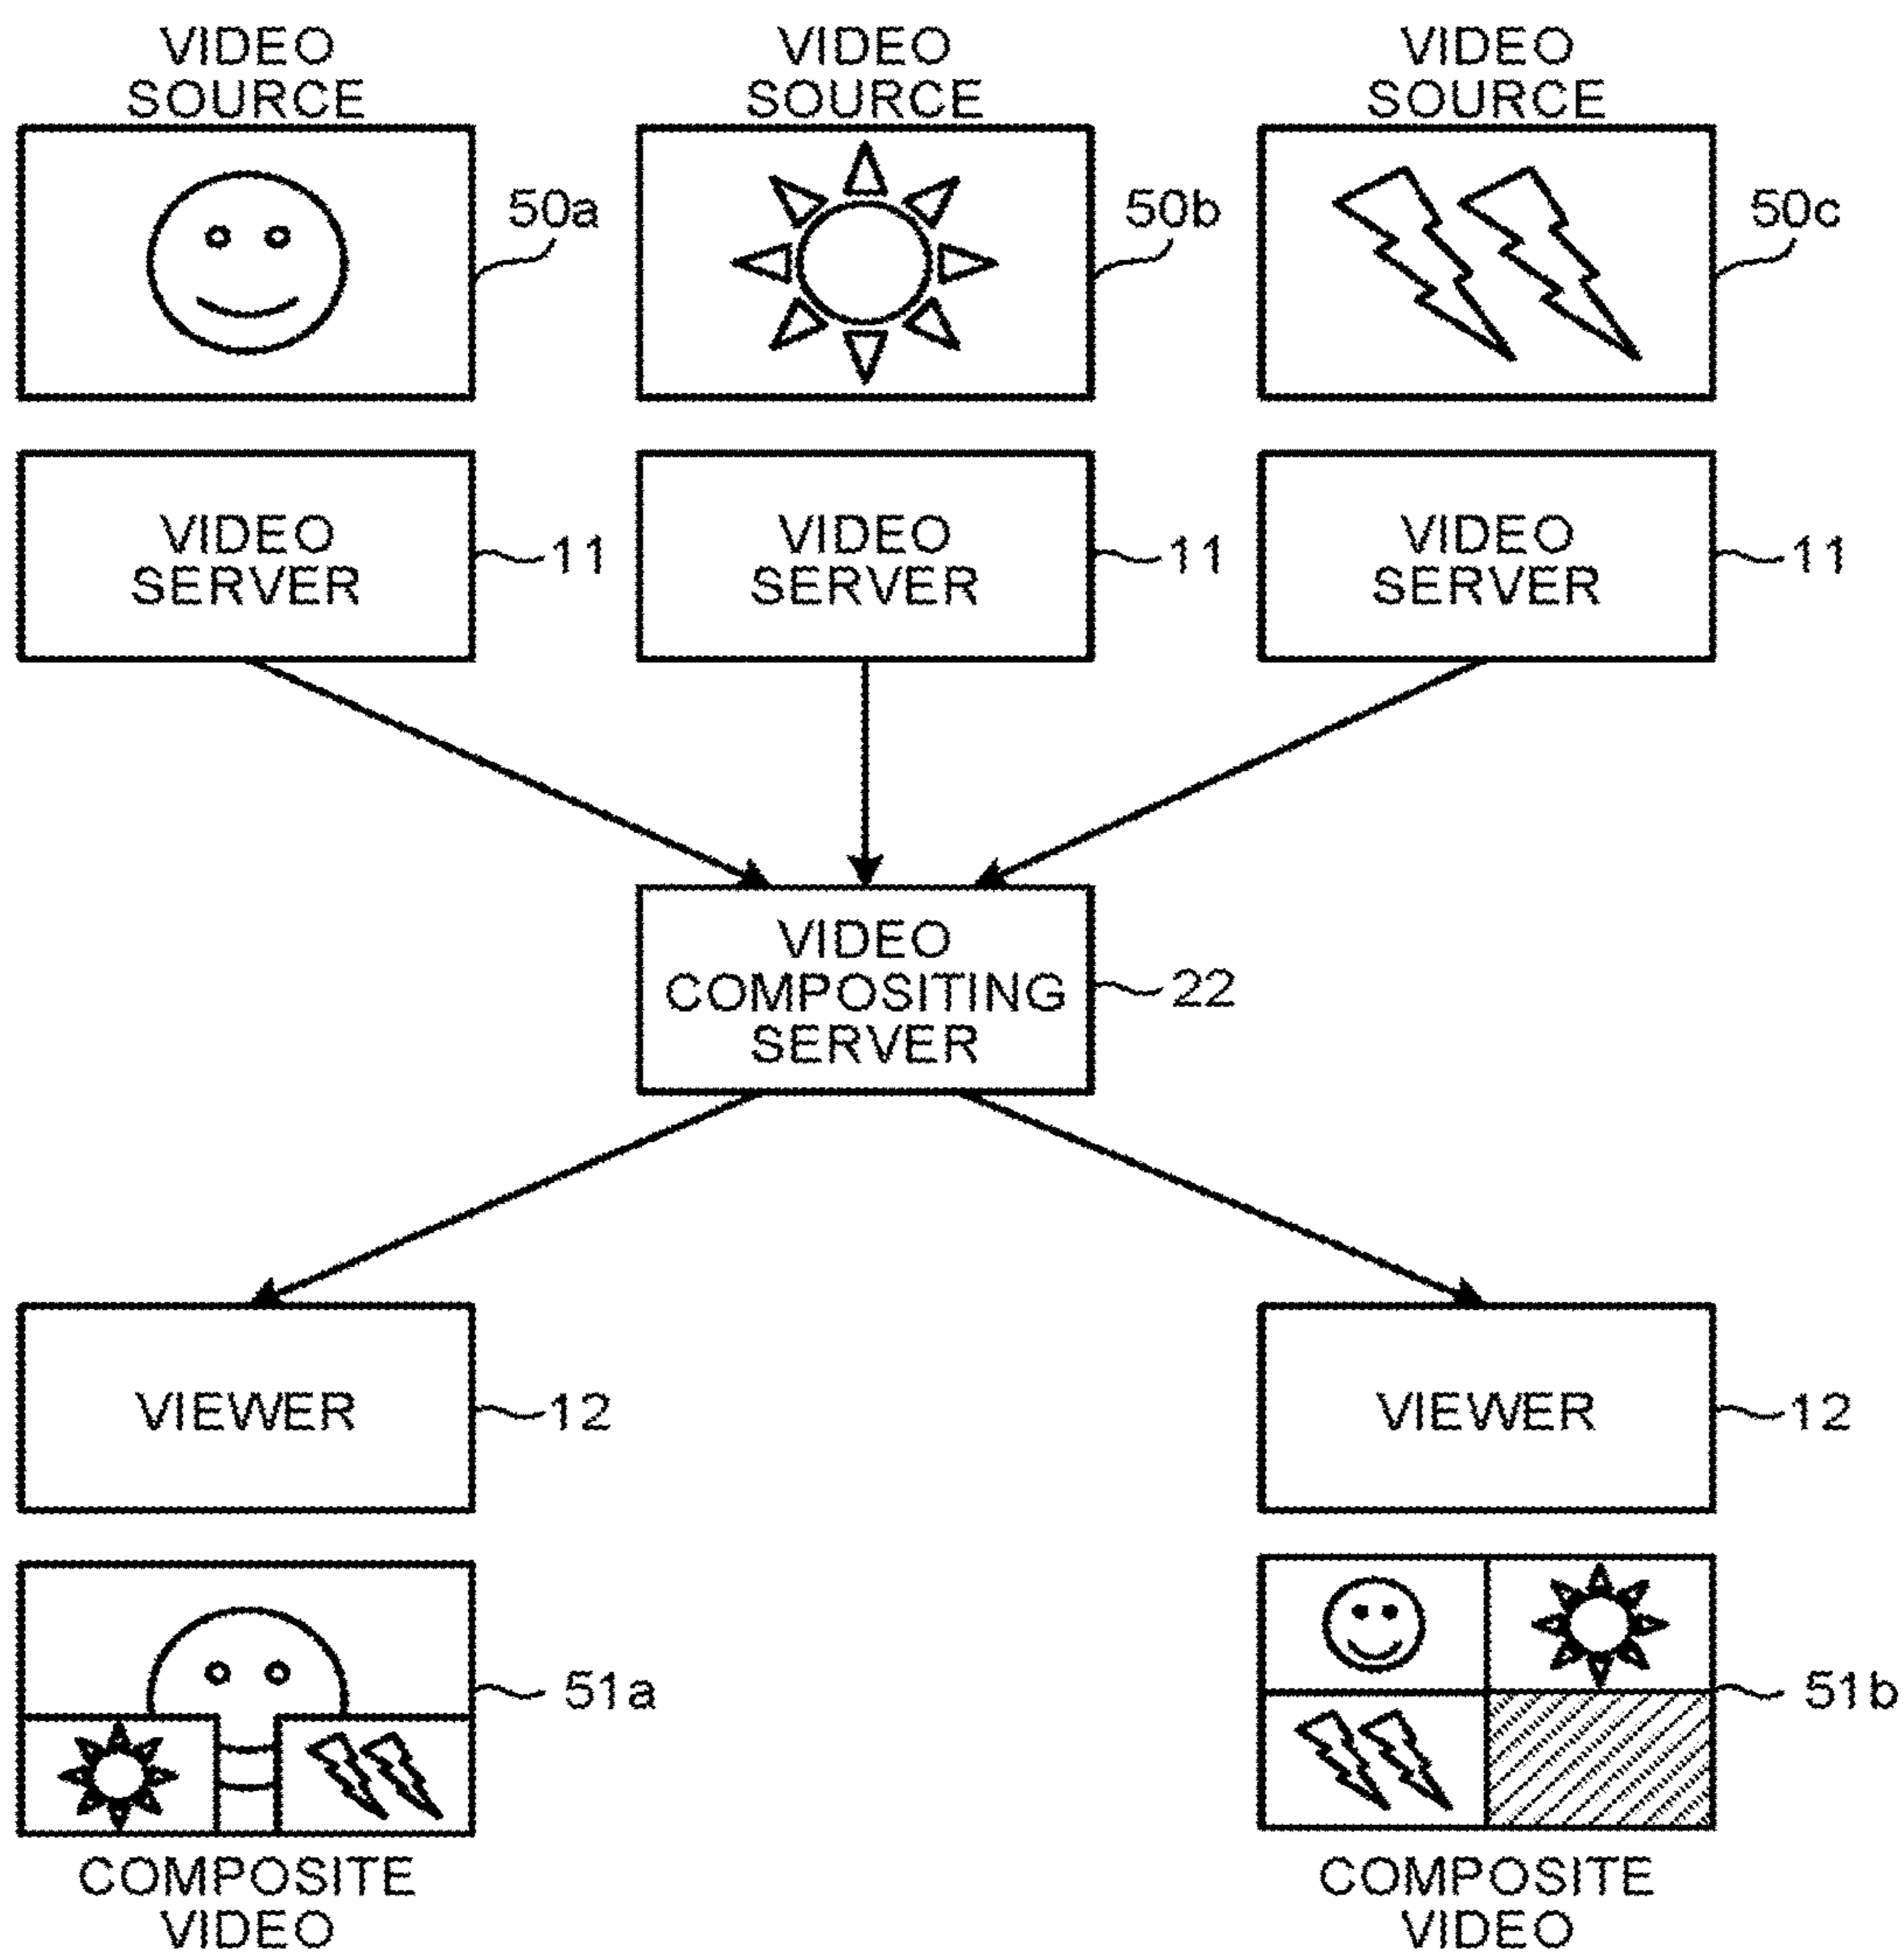 VIDEO
SOURCE
VIDEO
SOURCE
VIDEO
SOURCE
50a
50b
50c
VIDEO
SERVER
11
VIDEO
SERVER
11
VIDEO
SERVER
11
VIDEO
COMPOSITING
SERVER
22
VIEWER
12
VIEWER
12
51a
51b
COMPOSITE
VIDEO
COMPOSITE
VIDEO